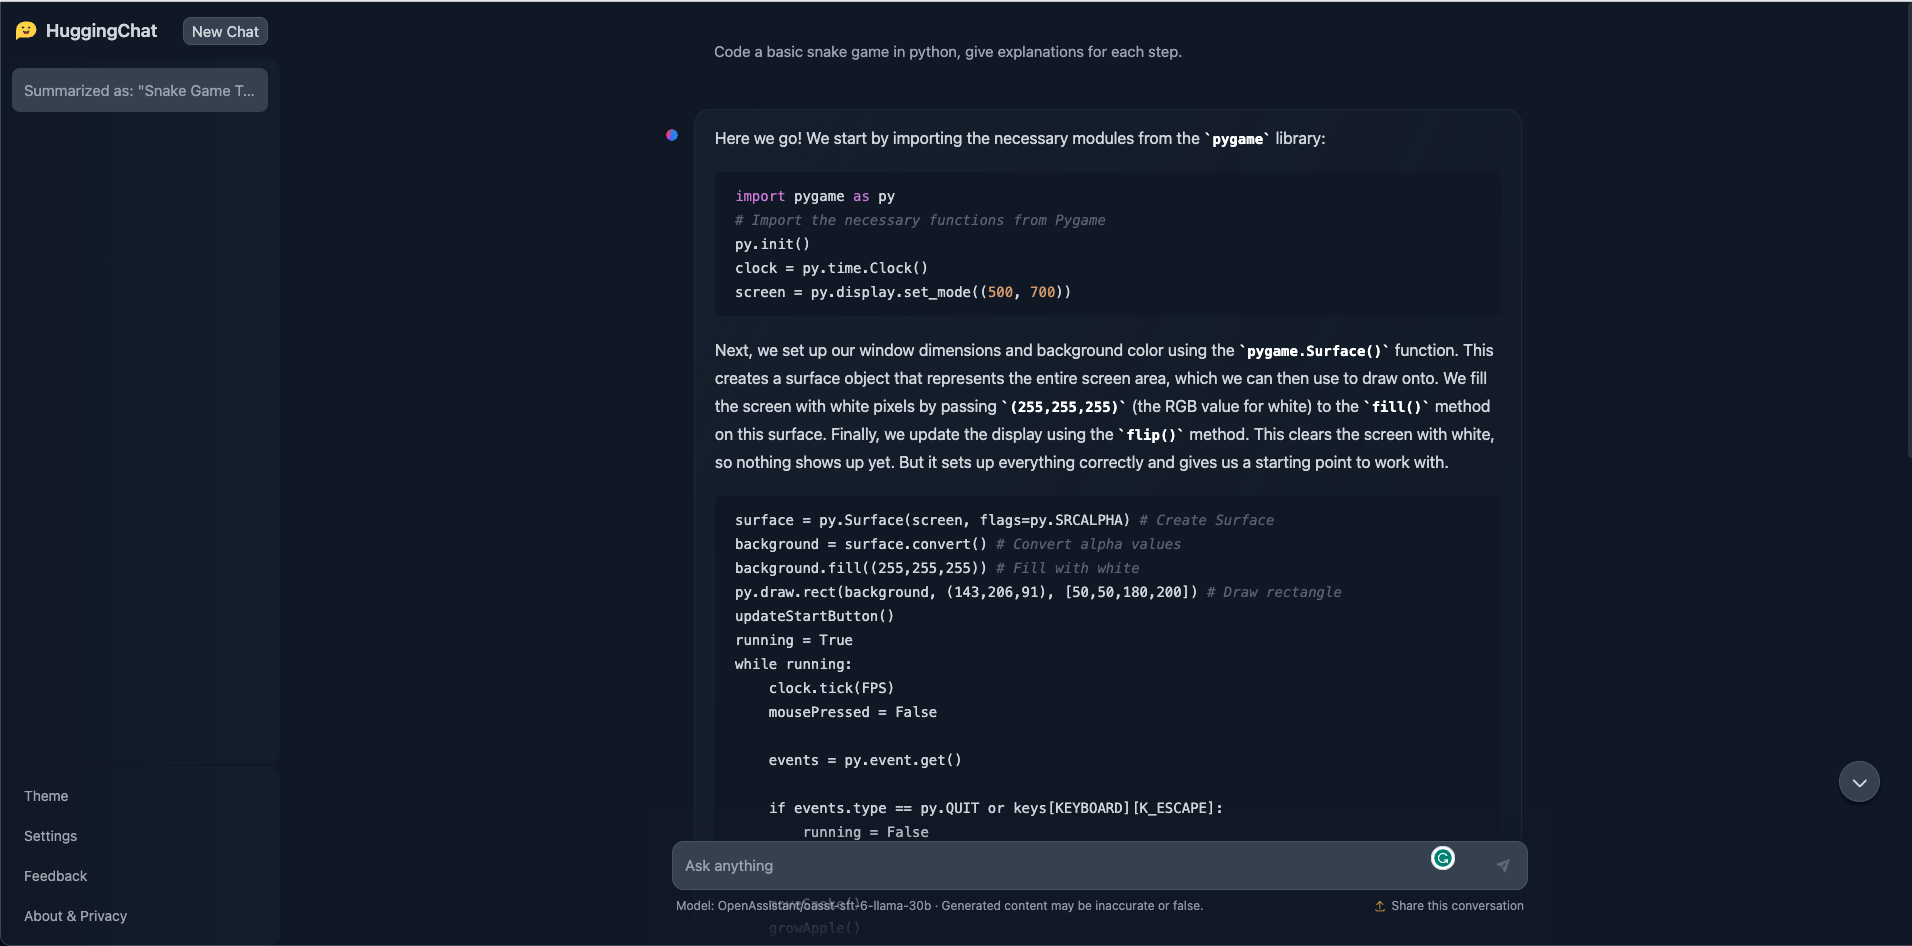 HuggingChat
New Chat
Summarized as: "Snake Game T...
Theme
Settings
Feedback
About & Privacy
Code a basic snake game in python, give explanations for each step.
Here we go! We start by importing the necessary modules from the `pygame` library:
import pygame as py
# Import the necessary functions from Pygame
py.init()
clock = py.time.Clock()
screen = py.display.set_mode((500, 700))
Next, we set up our window dimensions and background color using the `pygame.Surface()` function. This
creates a surface object that represents the entire screen area, which we can then use to draw onto. We fill
the screen with white pixels by passing `(255,255,255)` (the RGB value for white) to the `fill()` method
on this surface. Finally, we update the display using the `flip()` method. This clears the screen with white,
so nothing shows up yet. But it sets up everything correctly and gives us a starting point to work with.
surface = py.Surface(screen, flags=py.SRCALPHA) # Create Surface
background = surface.convert() # Convert alpha values
background.fill((255,255,255)) # Fill with white
py.draw.rect(background, (143,206,91), [50,50,180,200]) # Draw rectangle
updateStartButton()
running = True
while running:
    clock.tick(FPS)
    mousePressed = False
    events = py.event.get()
    if events.type == py.QUIT or keys[KEYBOARD][K_ESCAPE]:
        running = False
Ask anything
Model: OpenAssistant/oasst-sft-6-llama-30b · Generated content may be inaccurate or false.
Share this conversation
growApple()